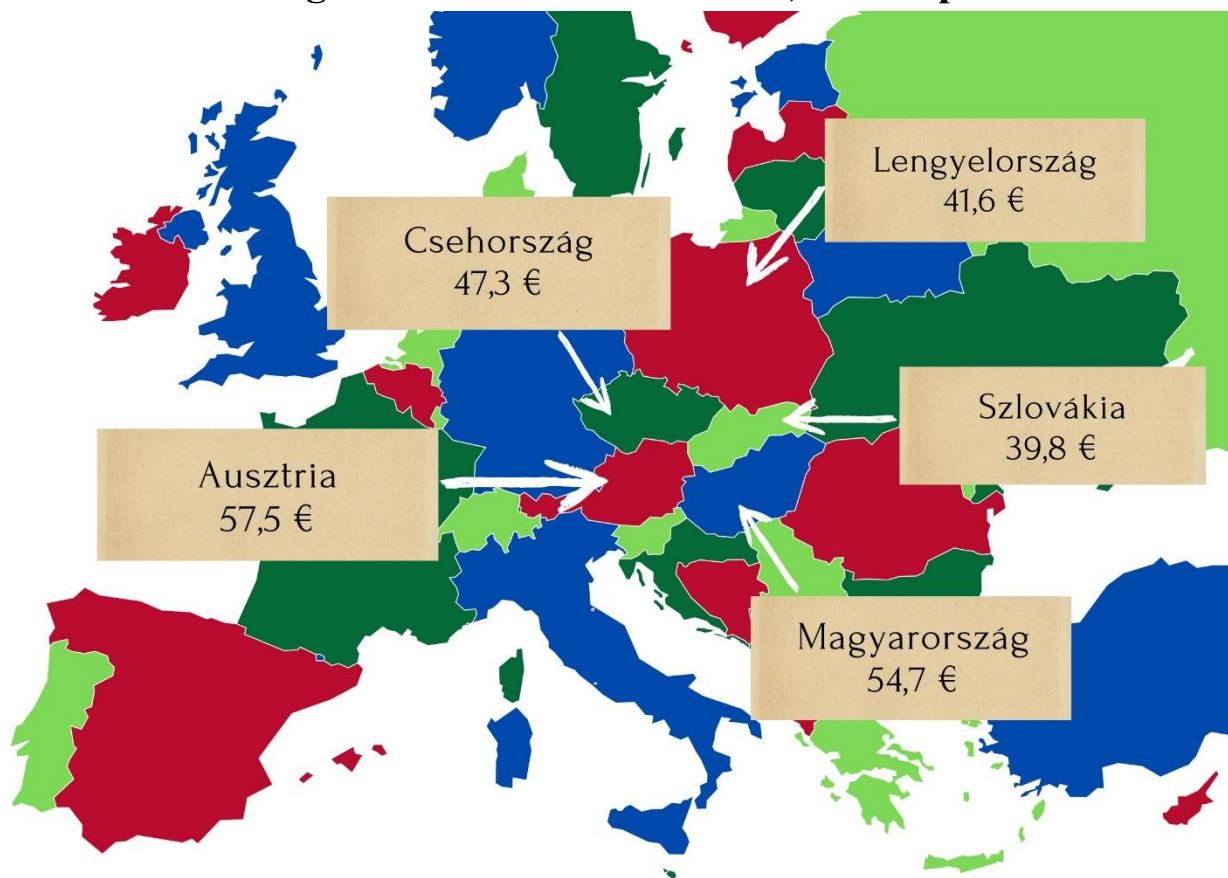 Lengyelország
41,6 €
Csehország
47,3 €
Szlovákia
39,8 €
Ausztria
57,5 €
Magyarország
54,7 €